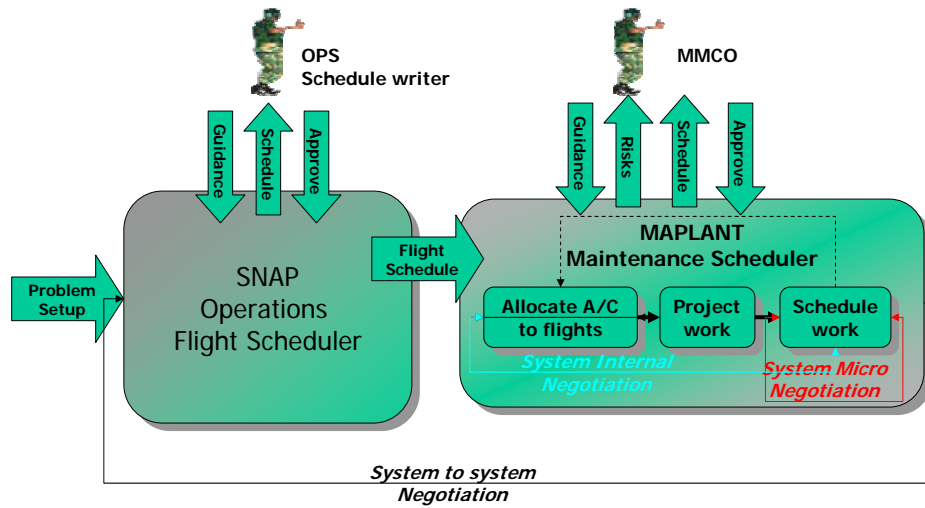 OPS
Schedule writer
MMCO
Guidance
Schedule
Approve
Guidance
Risks
Schedule
Approve
Problem
Setup
SNAP
Operations
Flight Scheduler
Flight
Schedule
MAPLANT
Maintenance Scheduler
Allocate A/C
to flights
Project
work
Schedule
work
System Internal
Negotiation
System Micro
Negotiation
System to system
Negotiation